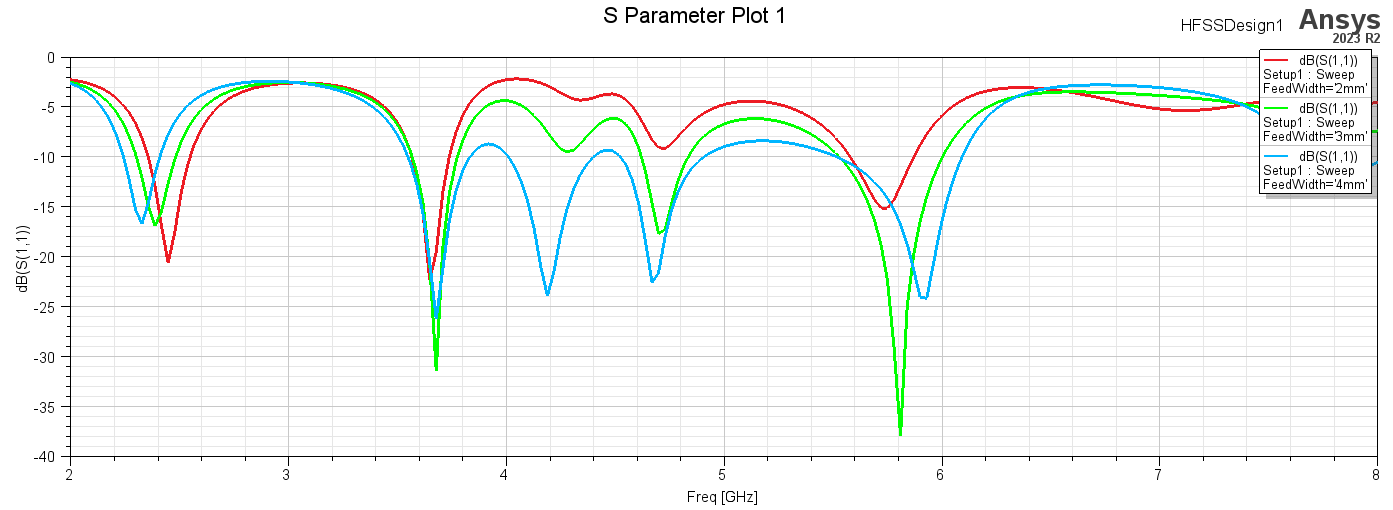 S Parameter Plot 1
HFSSDesign1
Ansys
2023 R2
dB(S(1,1))
Setup1 : Sweep
FeedWidth='2mm'
dB(S(1,1))
Setup1 : Sweep
FeedWidth='3mm'
dB(S(1,1))
Setup1 : Sweep
FeedWidth='4mm'
dB(S(1,1))
0
-5
-10
-15
-20
-25
-30
-35
-40
2 3 4 5 6 7 8
Freq [GHz]